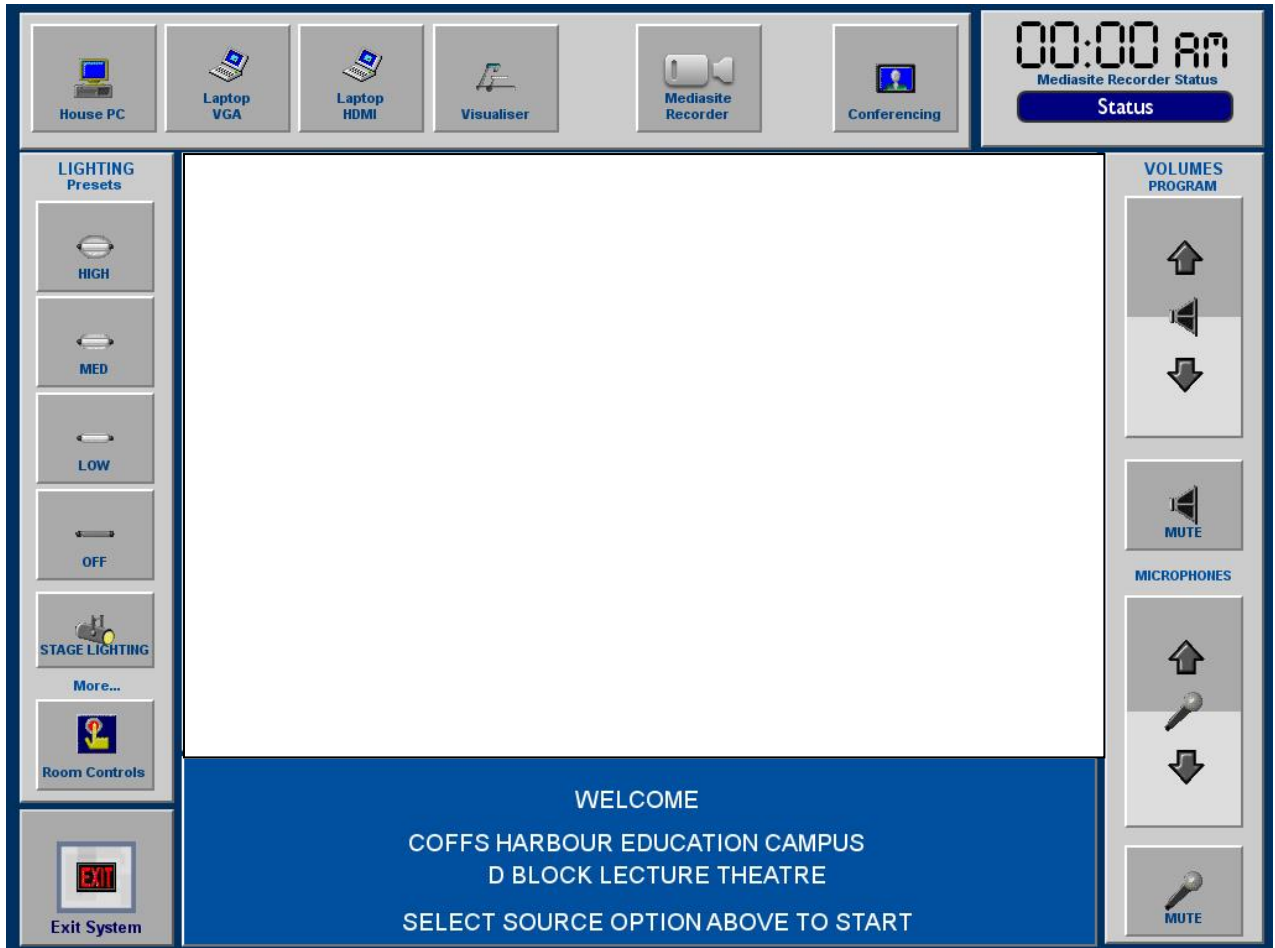 House PC
Laptop
VGA
Laptop
HDMI
Visualiser
Mediasite
Recorder
Conferencing
00:00 AM
Mediasite Recorder Status
Status
LIGHTING
Presets
HIGH
MED
LOW
OFF
STAGE LIGHTING
More...
Room Controls
EXIT
Exit System
VOLUMES
PROGRAM
MUTE
MICROPHONES
MUTE
WELCOME
COFFS HARBOUR EDUCATION CAMPUS
D BLOCK LECTURE THEATRE
SELECT SOURCE OPTION ABOVE TO START